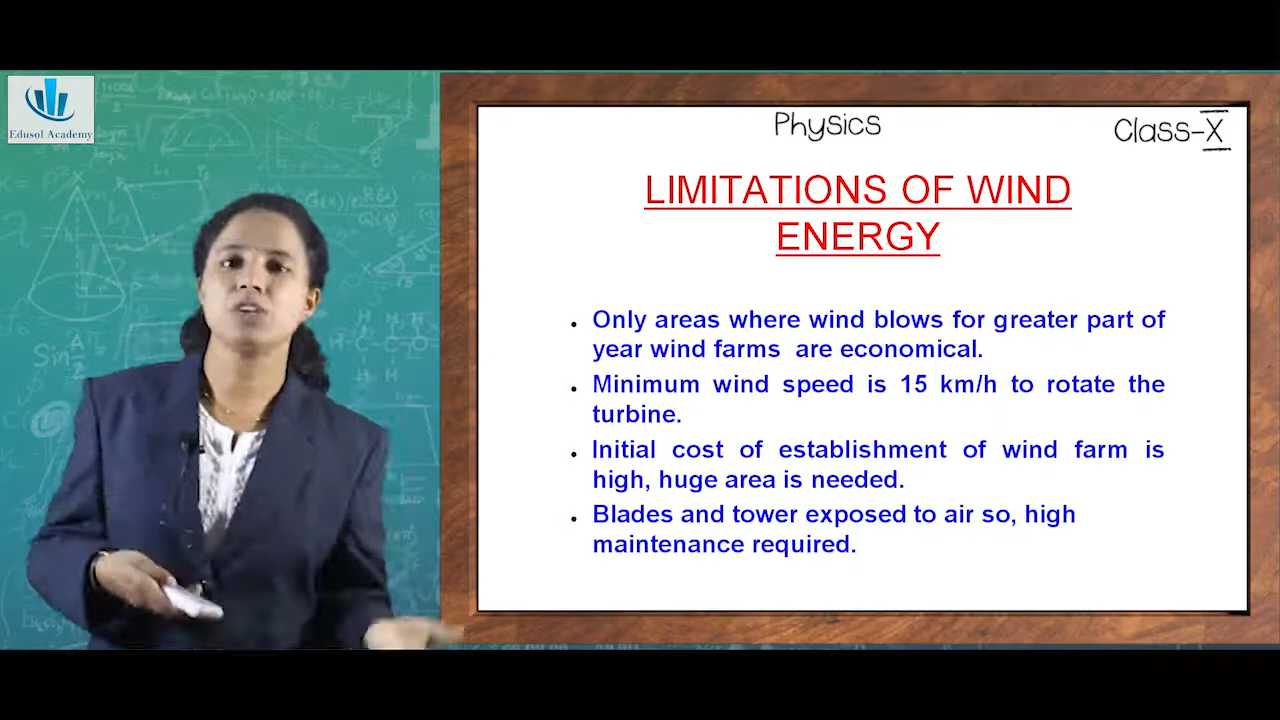 Edusol Academy
Physics
Class-X
LIMITATIONS OF WIND
ENERGY
Only areas where wind blows for greater part of
year wind farms are economical.
Minimum wind speed is 15 km/h to rotate the
turbine.
Initial cost of establishment of wind farm is
high, huge area is needed.
Blades and tower exposed to air so, high
maintenance required.
Sin A/2